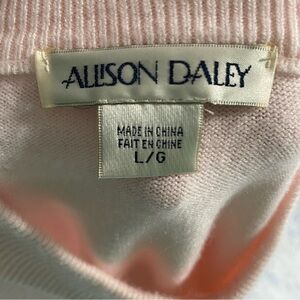 ALLISON DALEY
MADE IN CHINA
FAIT EN CHINE
L/G